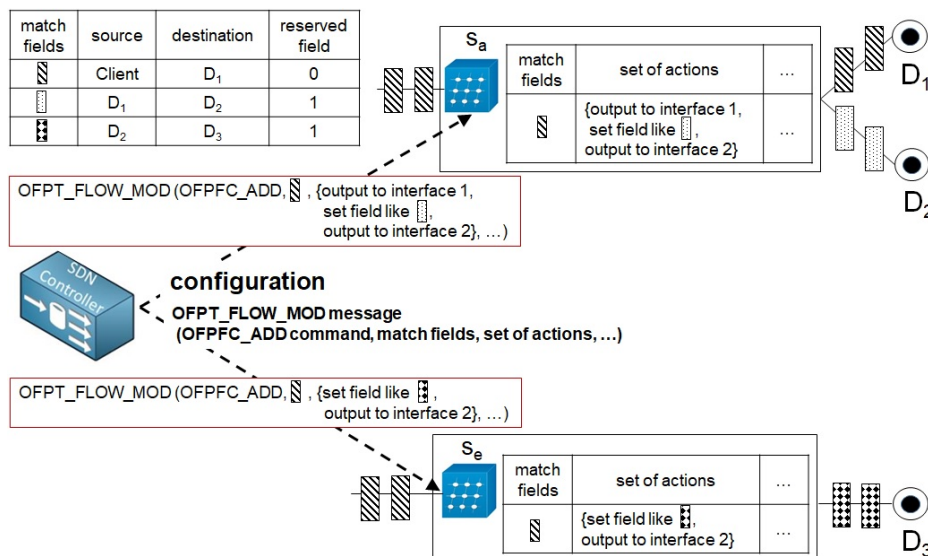 match fields source destination reserved field
Client D1 0
D1 D2 1
D2 D3 1
Sa
match fields set of actions ...
{output to interface 1,
set field like ,
output to interface 2}
...
D1
D2
OFPT_FLOW_MOD (OFPFC_ADD, , {output to interface 1,
set field like ,
output to interface 2}, ...)
SDN
Controller
configuration
OFPT_FLOW_MOD message
(OFPFC_ADD command, match fields, set of actions, ...)
OFPT_FLOW_MOD (OFPFC_ADD, , {set field like ,
output to interface 2}, ...)
Se
match fields set of actions ...
{set field like ,
output to interface 2}
...
D3